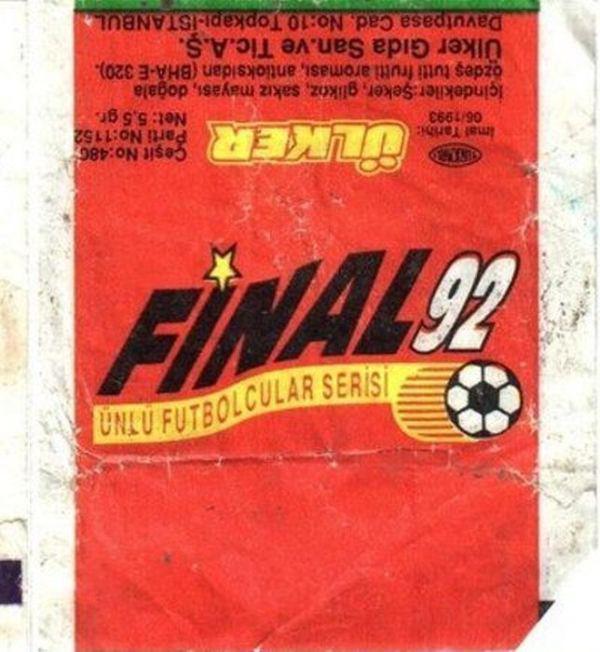 FİNAL 92
ÜNLÜ FUTBOLCULAR SERİSİ
ÜLKER
İmal Tarihi:
06/1993
Çeşit No:486
Parti No:1152
Net: 5,5 gr.
İçindekiler:Şeker, glikoz, sakız mayası, doğala
özdeş tutti frutti aroması, antioksidan (BHA-E 320).
Ülker Gıda San.ve Tic.A.Ş.
Davutpaşa Cad. No:10 Topkapı-İSTANBUL